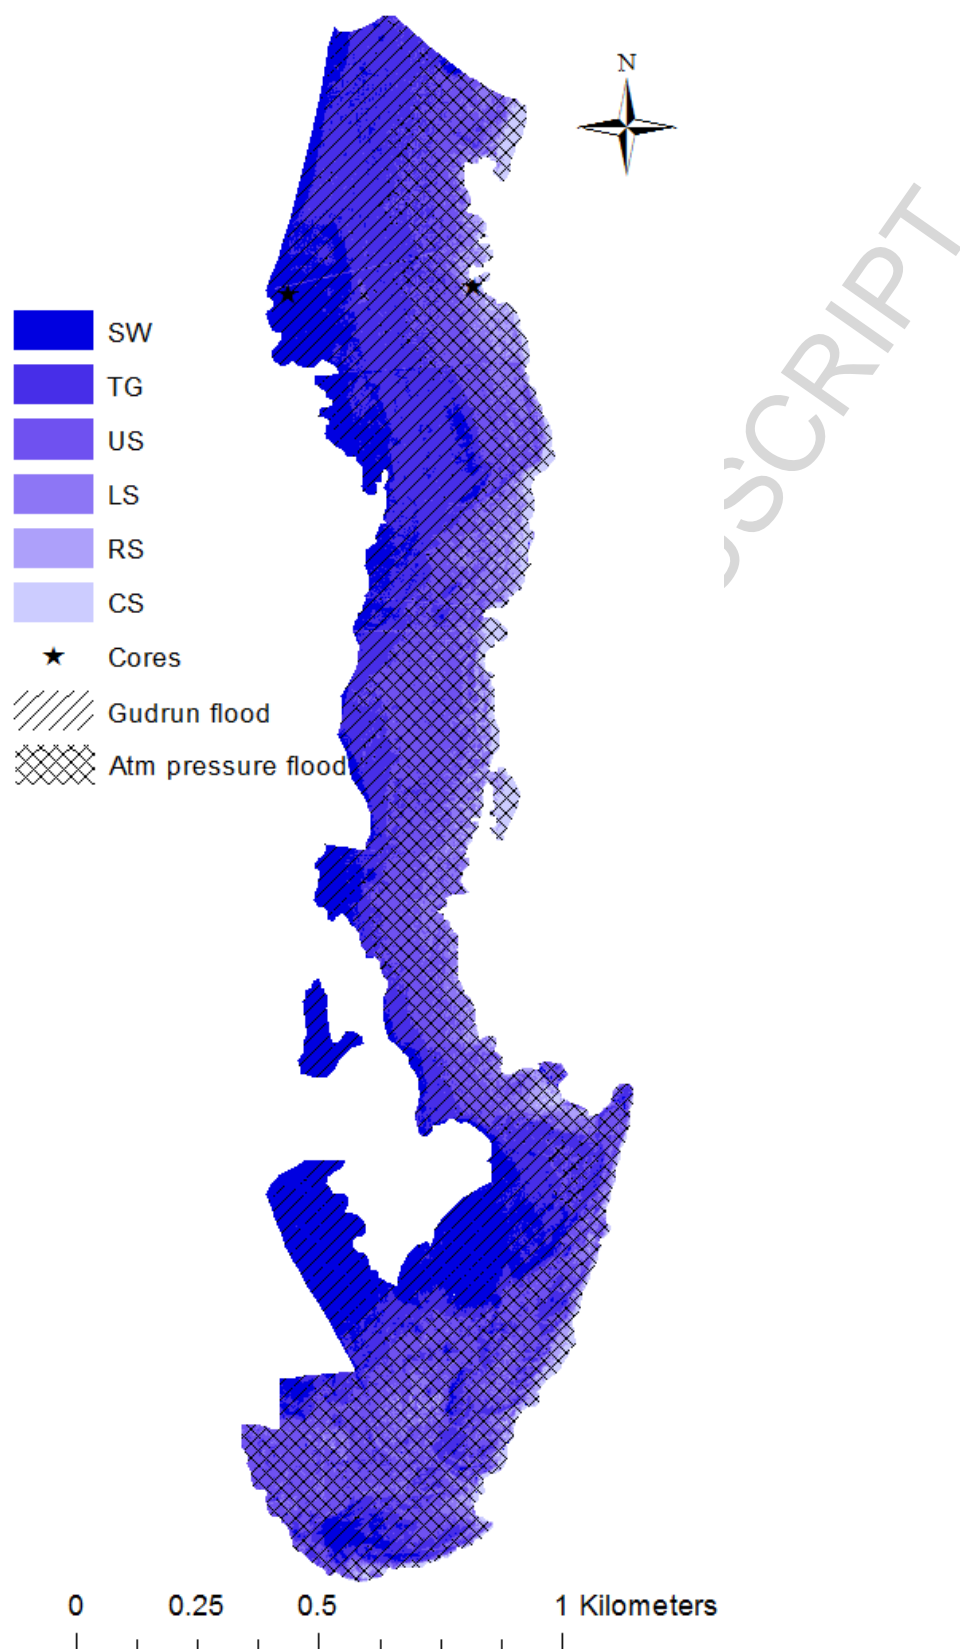 N
SW
TG
US
LS
RS
CS
Cores
Gudrun flood
Atm pressure flood
0 0.25 0.5 1 Kilometers
SCRIPT